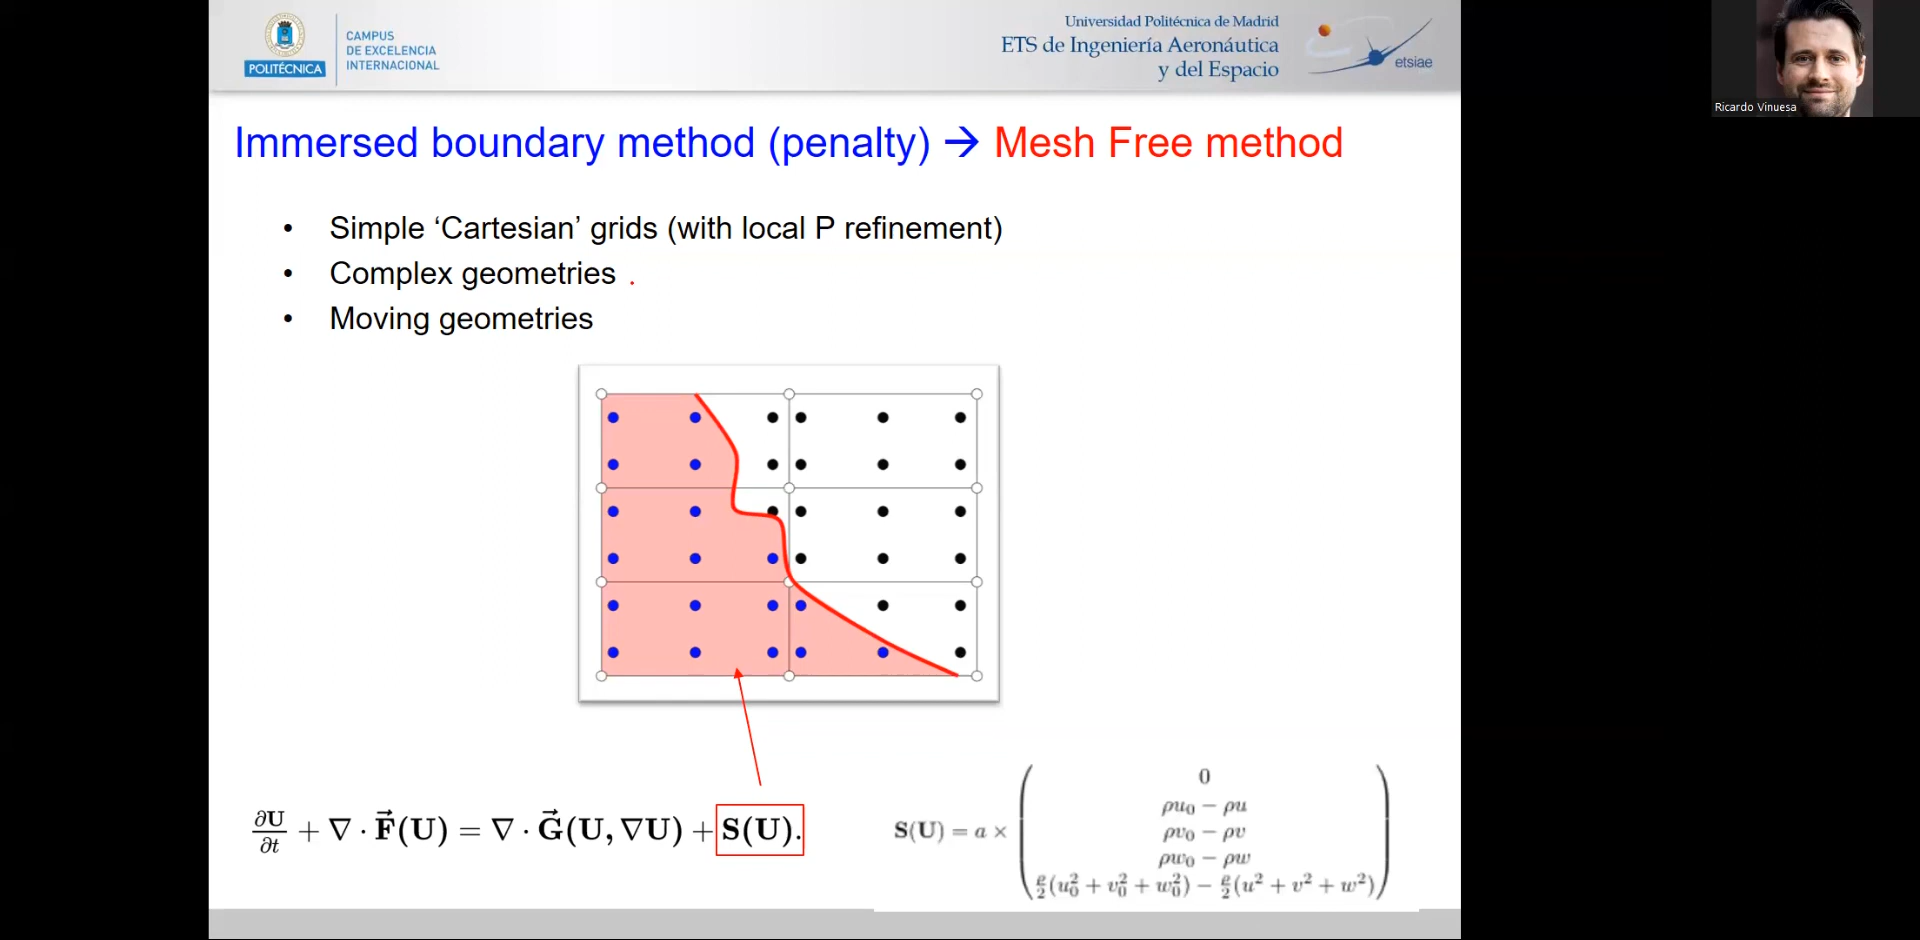 POLITÉCNICA
CAMPUS
DE EXCELENCIA
INTERNACIONAL
Universidad Politécnica de Madrid
ETS de Ingeniería Aeronáutica
y del Espacio
etsiae
Ricardo Vinuesa
Immersed boundary method (penalty) → Mesh Free method
• Simple ‘Cartesian’ grids (with local P refinement)
• Complex geometries
• Moving geometries
∂U/∂t + ∇ · F⃗(U) = ∇ · G⃗(U, ∇U) + S(U).
S(U) = a ×
0
ρu₀ − ρu
ρv₀ − ρv
ρw₀ − ρw
ρ/2(u₀² + v₀² + w₀²) − ρ/2(u² + v² + w²)